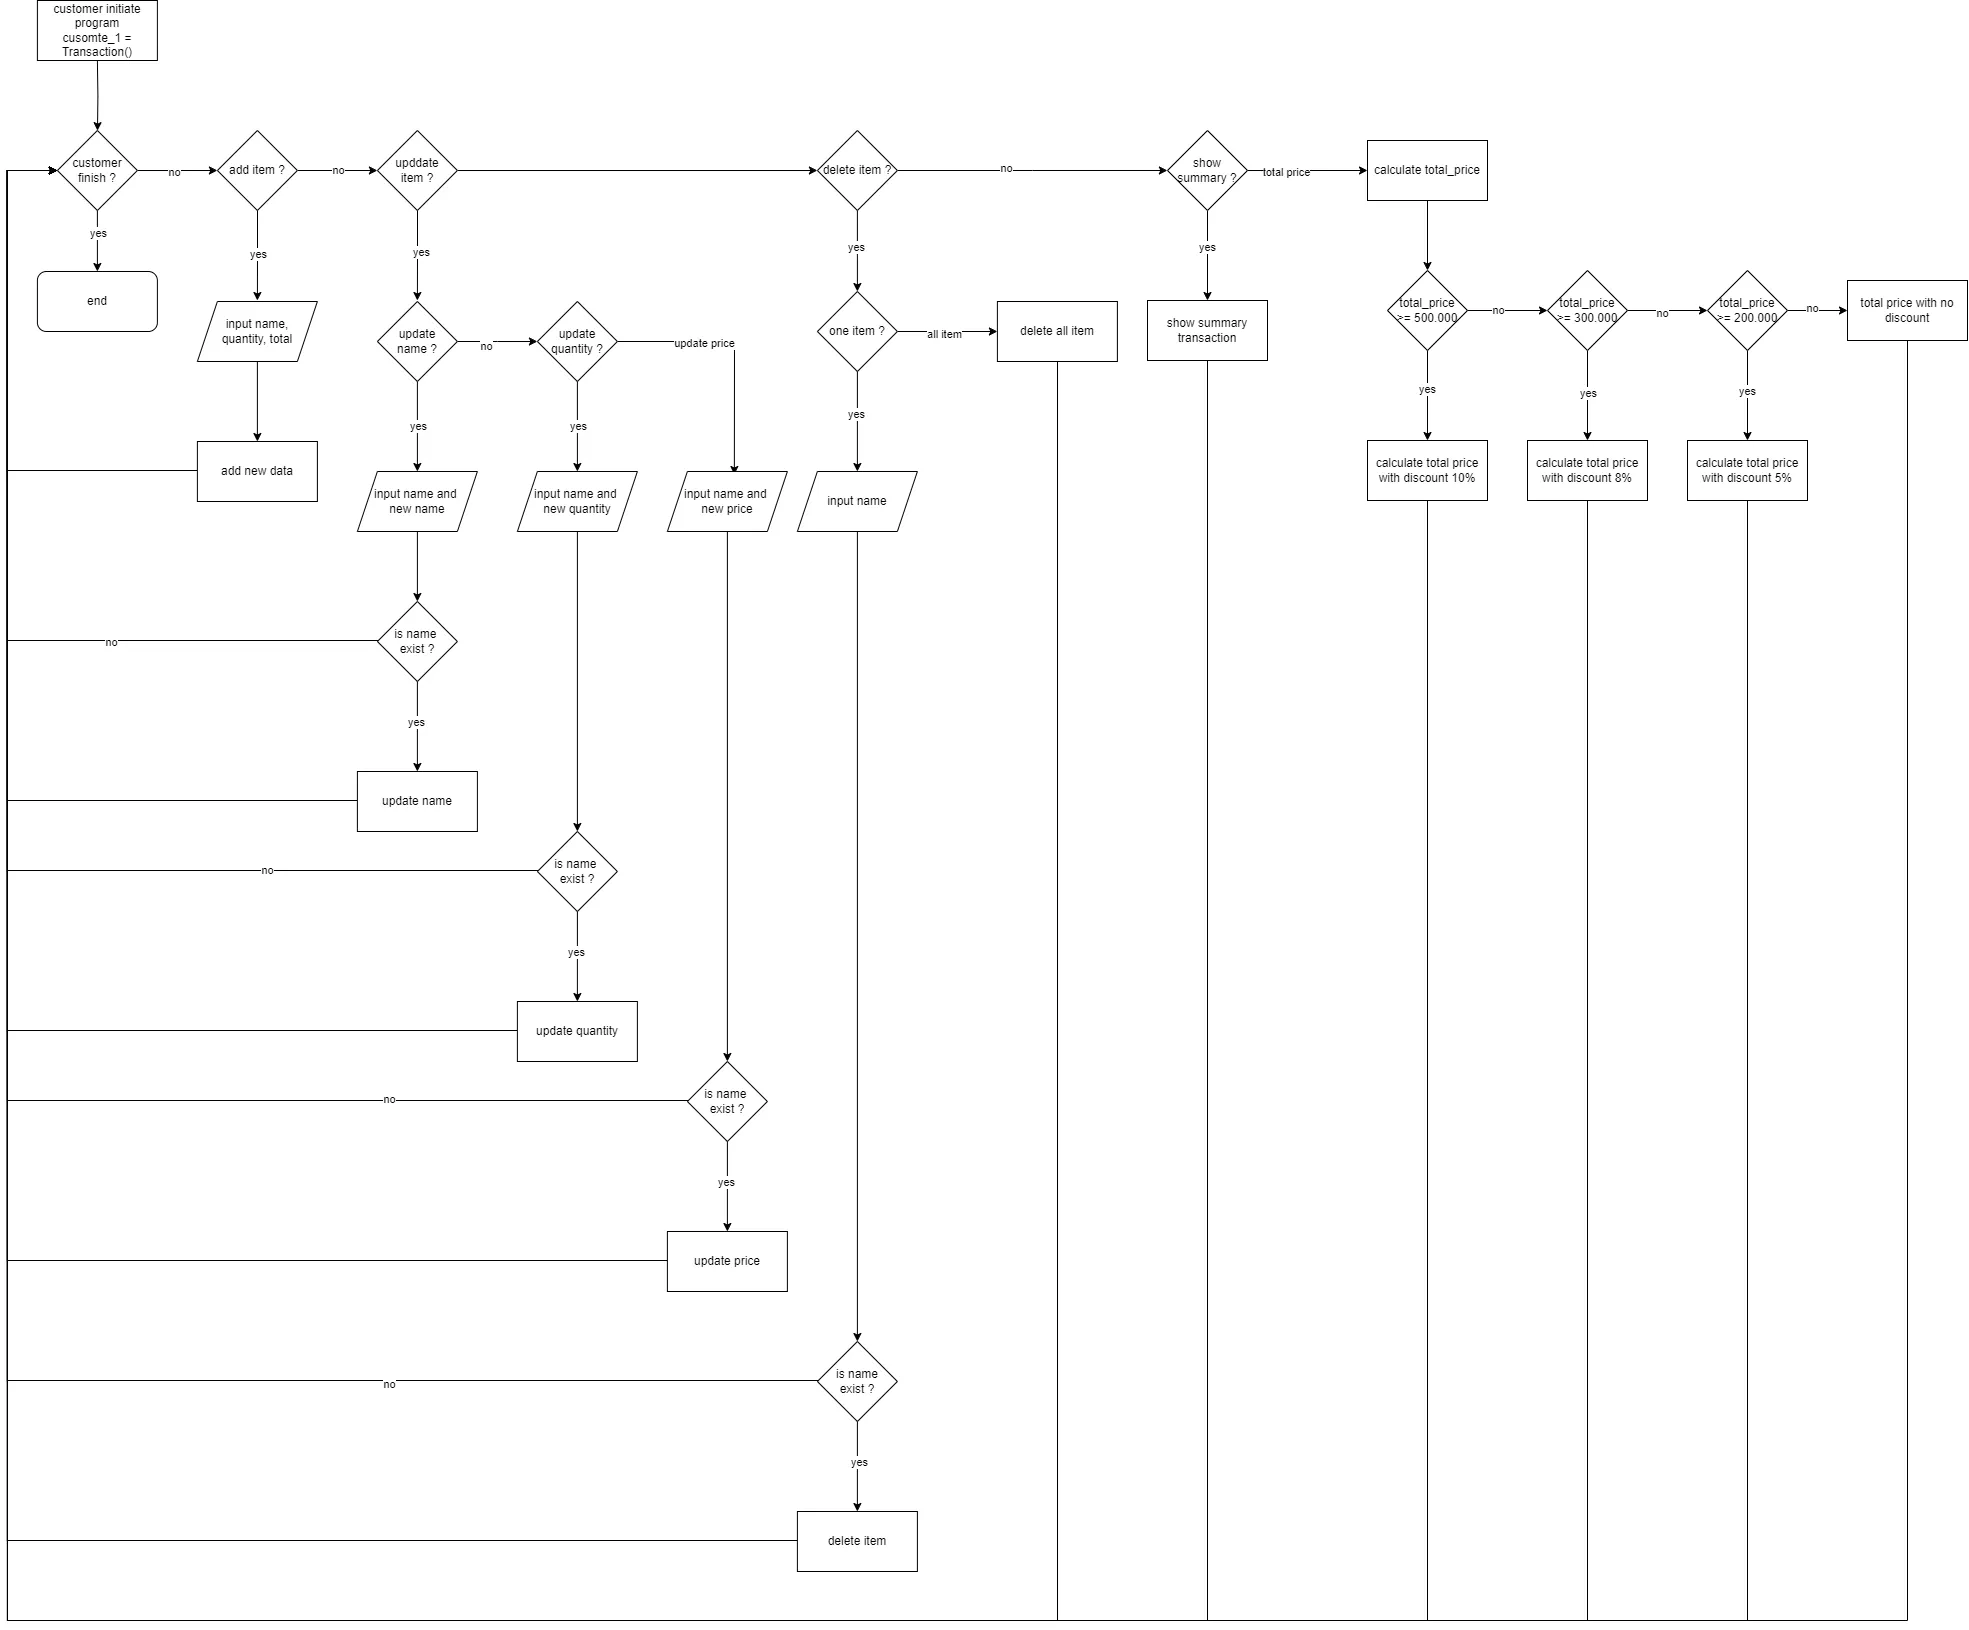 customer initiate
program
cusomte_1 =
Transaction()
customer
finish ?
no
add item ?
no
upddate
item ?
delete item ?
no
show
summary ?
total price
calculate total_price
yes
yes
yes
yes
yes
end
input name,
quantity, total
update
name ?
no
update
quantity ?
update price
one item ?
all item
delete all item
show summary
transaction
total_price
>= 500.000
no
total_price
>= 300.000
no
total_price
>= 200.000
no
total price with no
discount
yes
yes
yes
yes
yes
yes
add new data
input name and
new name
input name and
new quantity
input name and
new price
input name
calculate total price
with discount 10%
calculate total price
with discount 8%
calculate total price
with discount 5%
no
is name
exist ?
yes
update name
no
is name
exist ?
yes
update quantity
no
is name
exist ?
yes
update price
no
is name
exist ?
yes
delete item